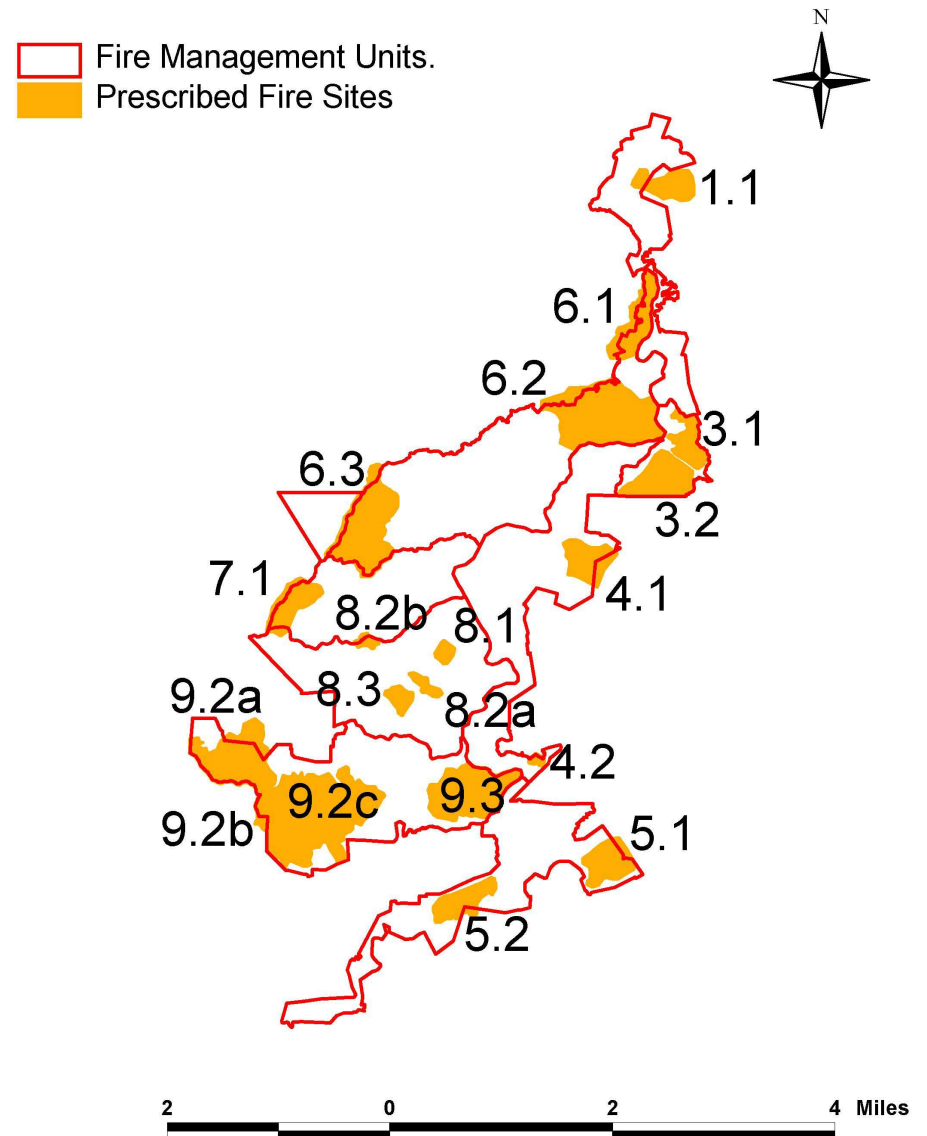 N
Fire Management Units.
Prescribed Fire Sites
1.1
6.1
6.2
3.1
6.3
3.2
7.1
4.1
8.2b
8.1
8.3
9.2a
8.2a
4.2
9.2c
9.3
9.2b
5.1
5.2
2 0 2 4 Miles